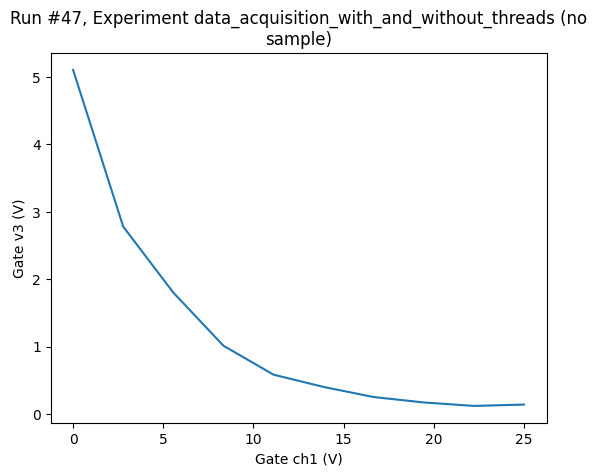 Run #47, Experiment data_acquisition_with_and_without_threads (no
sample)
5
4
3
2
1
0
Gate v3 (V)
0 5 10 15 20 25
Gate ch1 (V)